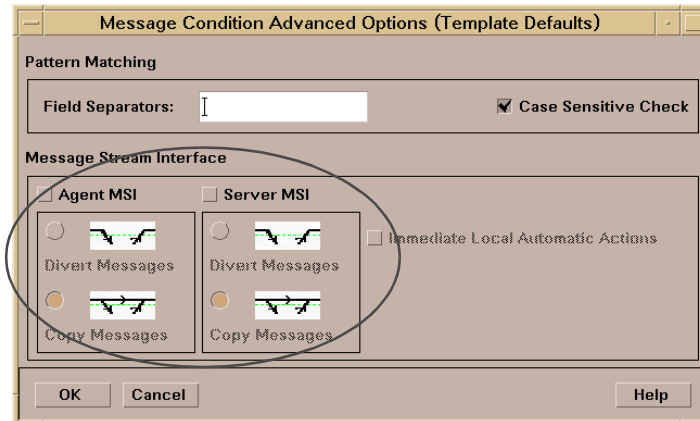 Message Condition Advanced Options (Template Defaults)
Pattern Matching
Field Separators:
Case Sensitive Check
Message Stream Interface
Agent MSI
Server MSI
Divert Messages
Divert Messages
Immediate Local Automatic Actions
Copy Messages
Copy Messages
OK
Cancel
Help